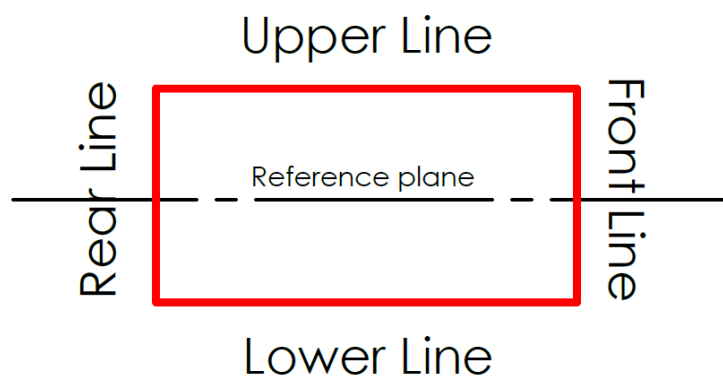 Upper Line
Rear Line
Reference plane
Front Line
Lower Line